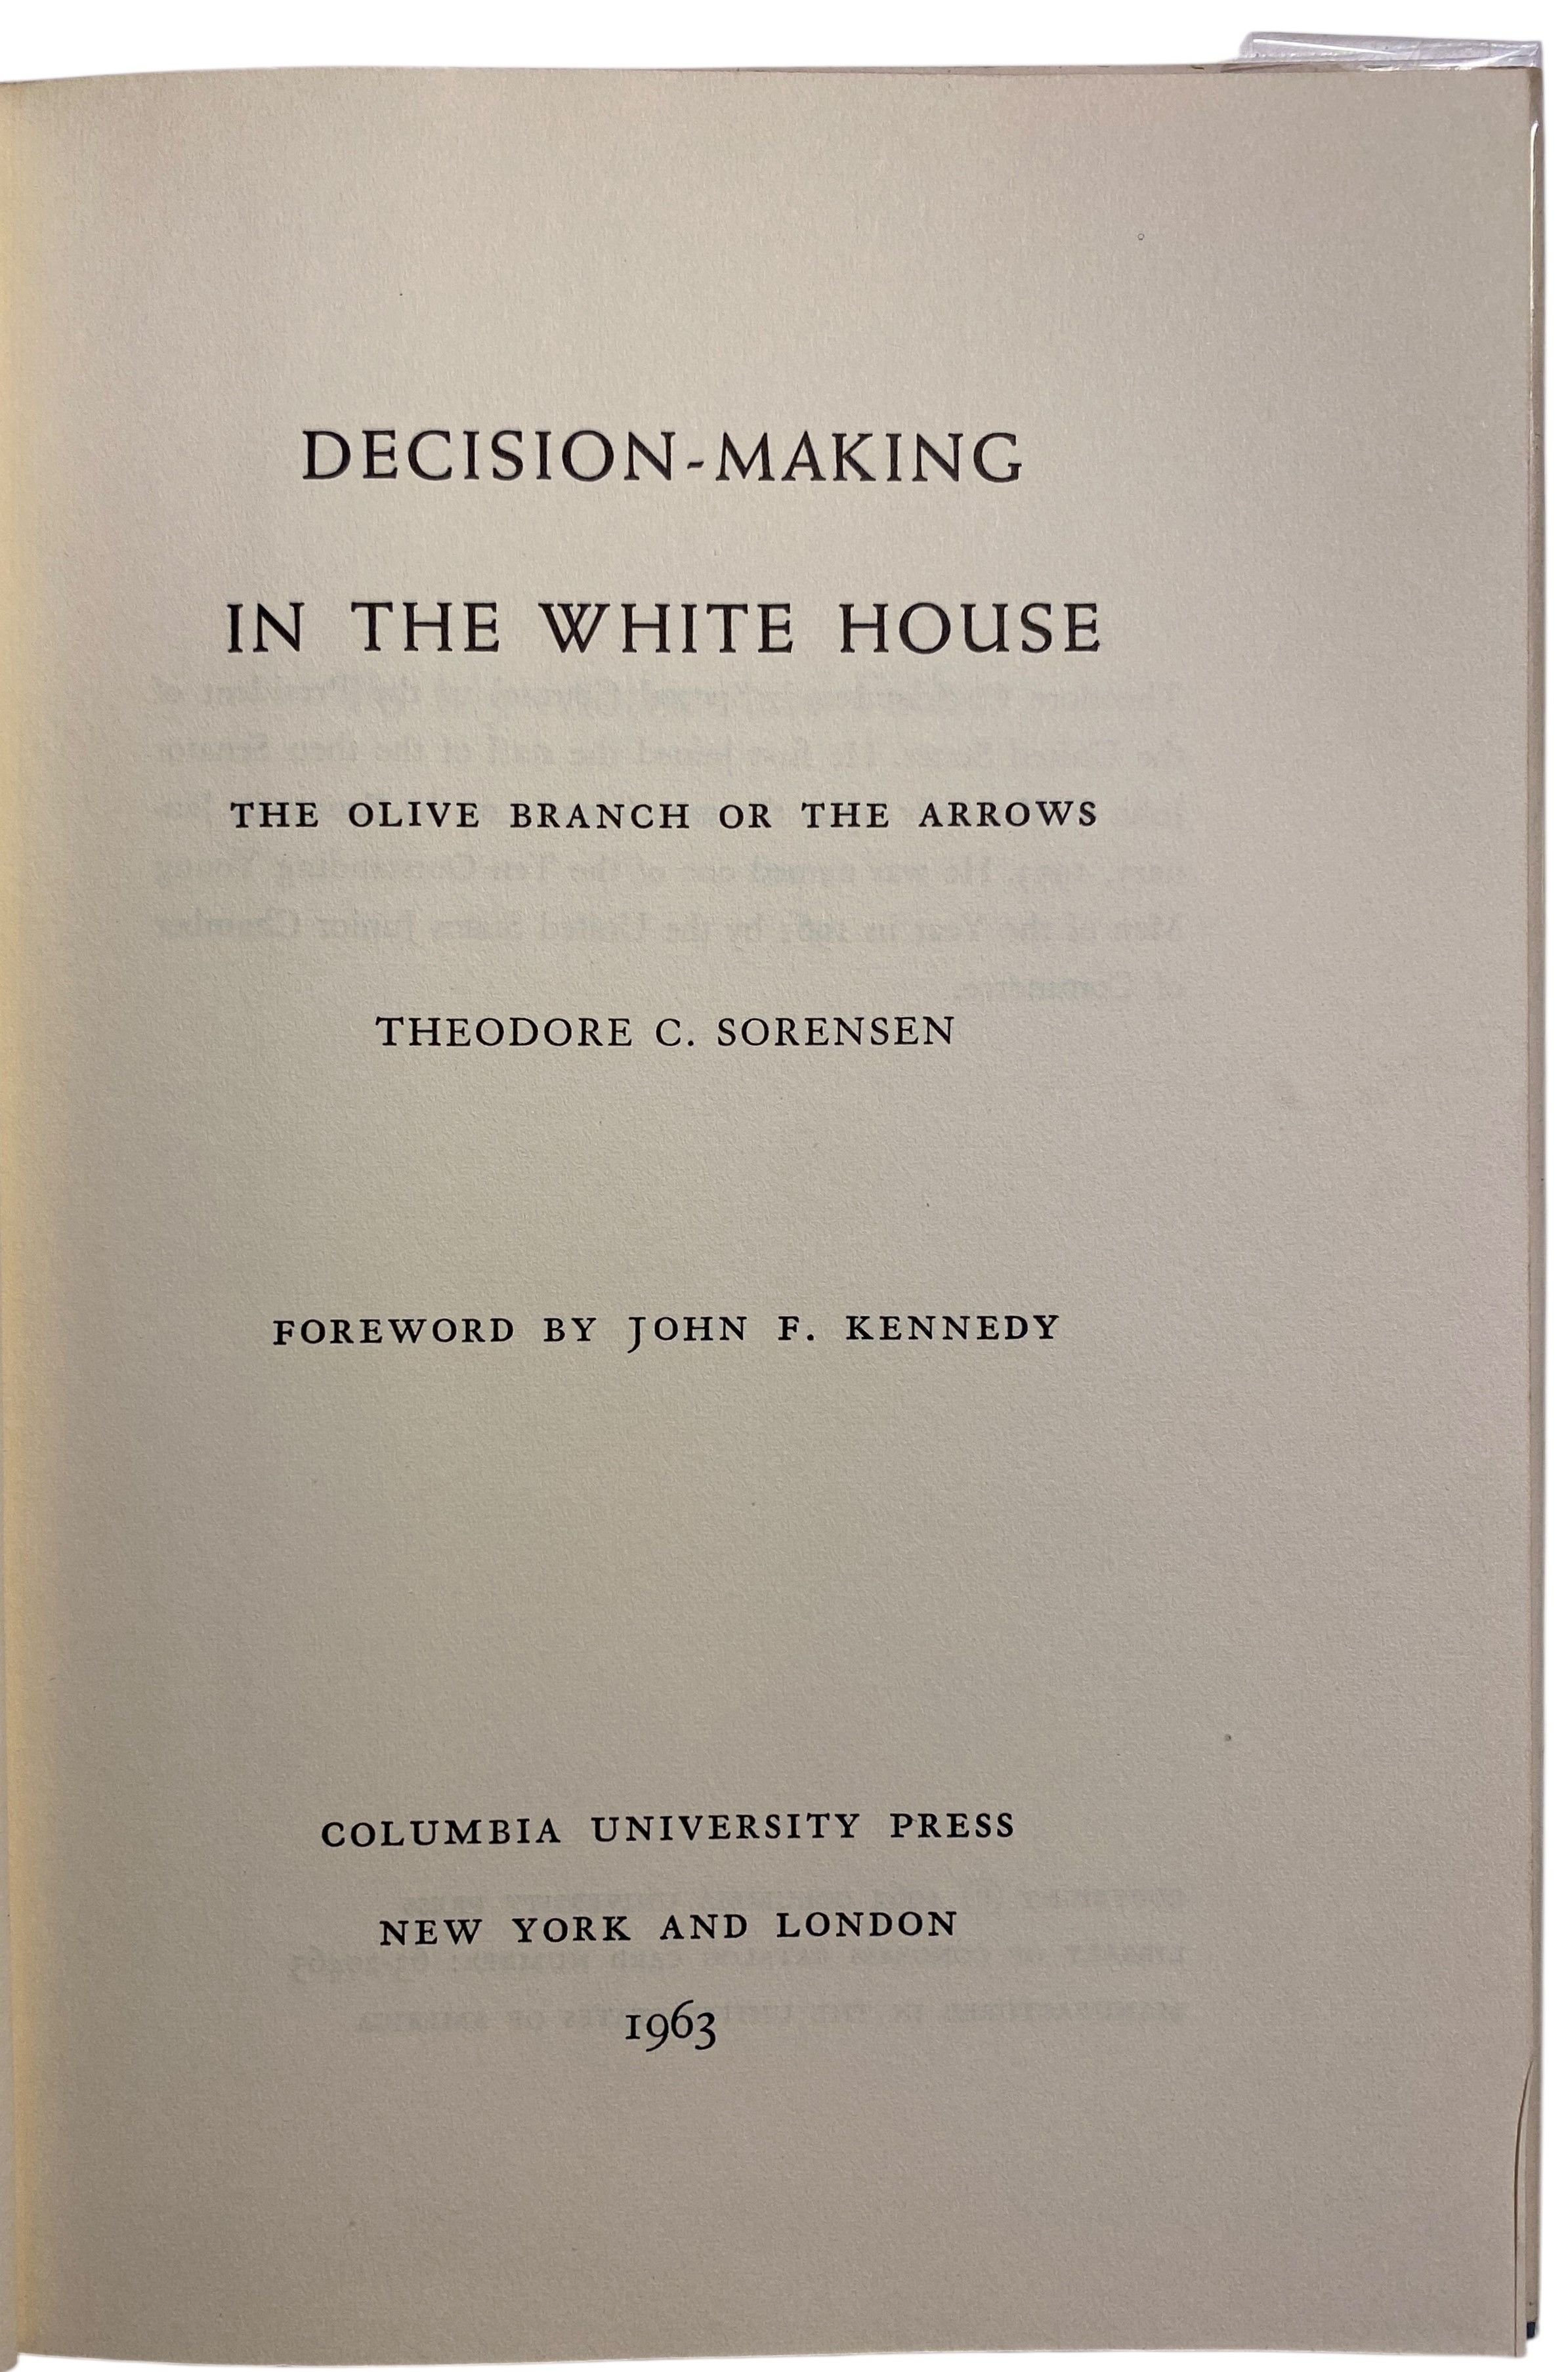 DECISION-MAKING
IN THE WHITE HOUSE
THE OLIVE BRANCH OR THE ARROWS
THEODORE C. SORENSEN
FOREWORD BY JOHN F. KENNEDY
COLUMBIA UNIVERSITY PRESS
NEW YORK AND LONDON
1963